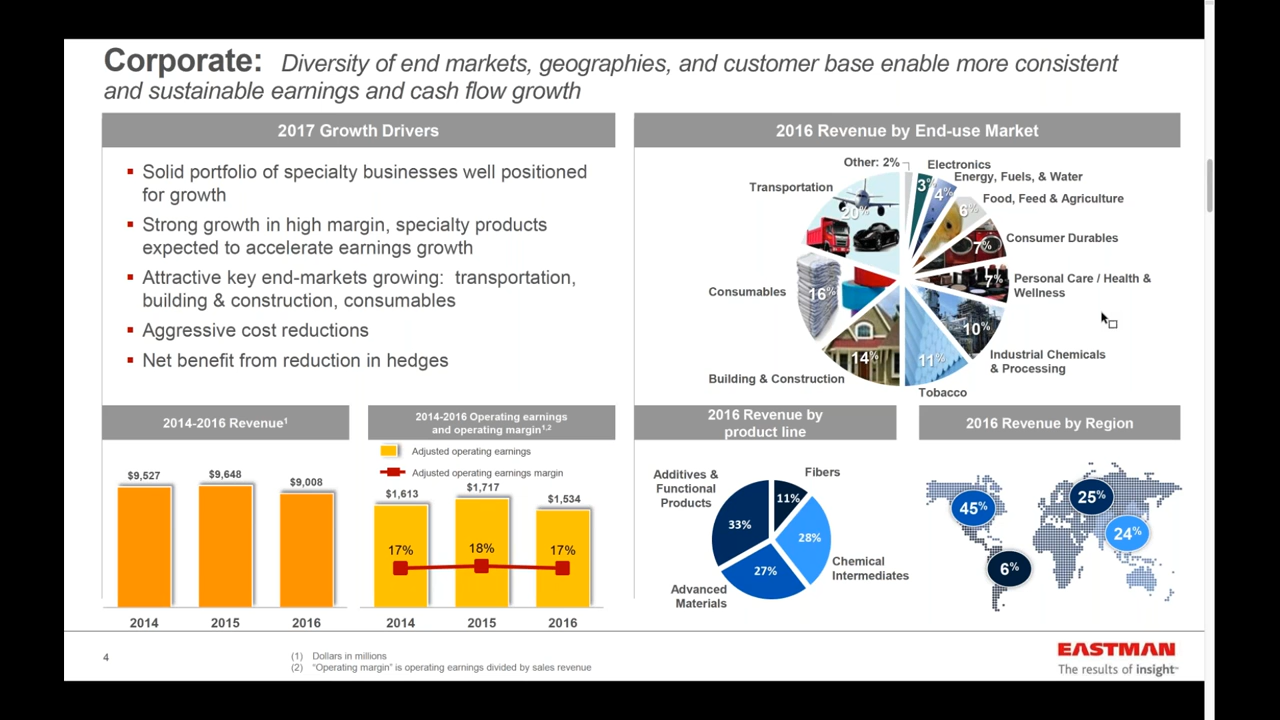 Corporate: Diversity of end markets, geographies, and customer base enable more consistent
and sustainable earnings and cash flow growth
2017 Growth Drivers
▪ Solid portfolio of specialty businesses well positioned
for growth
▪ Strong growth in high margin, specialty products
expected to accelerate earnings growth
▪ Attractive key end-markets growing: transportation,
building & construction, consumables
▪ Aggressive cost reductions
▪ Net benefit from reduction in hedges
2016 Revenue by End-use Market
Other: 2%
Electronics
3%
Energy, Fuels, & Water
4%
Food, Feed & Agriculture
6%
Consumer Durables
7%
Personal Care / Health &
Wellness
7%
Industrial Chemicals
& Processing
10%
Tobacco
11%
Building & Construction
14%
Consumables
16%
Transportation
20%
2014-2016 Revenue¹
$9,527
$9,648
$9,008
2014
2015
2016
2014-2016 Operating earnings
and operating margin¹,²
Adjusted operating earnings
Adjusted operating earnings margin
$1,613
$1,717
$1,534
17%
18%
17%
2014
2015
2016
2016 Revenue by
product line
Additives &
Functional
Products
33%
Fibers
11%
28%
Chemical
Intermediates
27%
Advanced
Materials
2016 Revenue by Region
45%
25%
24%
6%
4
(1) Dollars in millions
(2) "Operating margin" is operating earnings divided by sales revenue
EASTMAN
The results of insight™